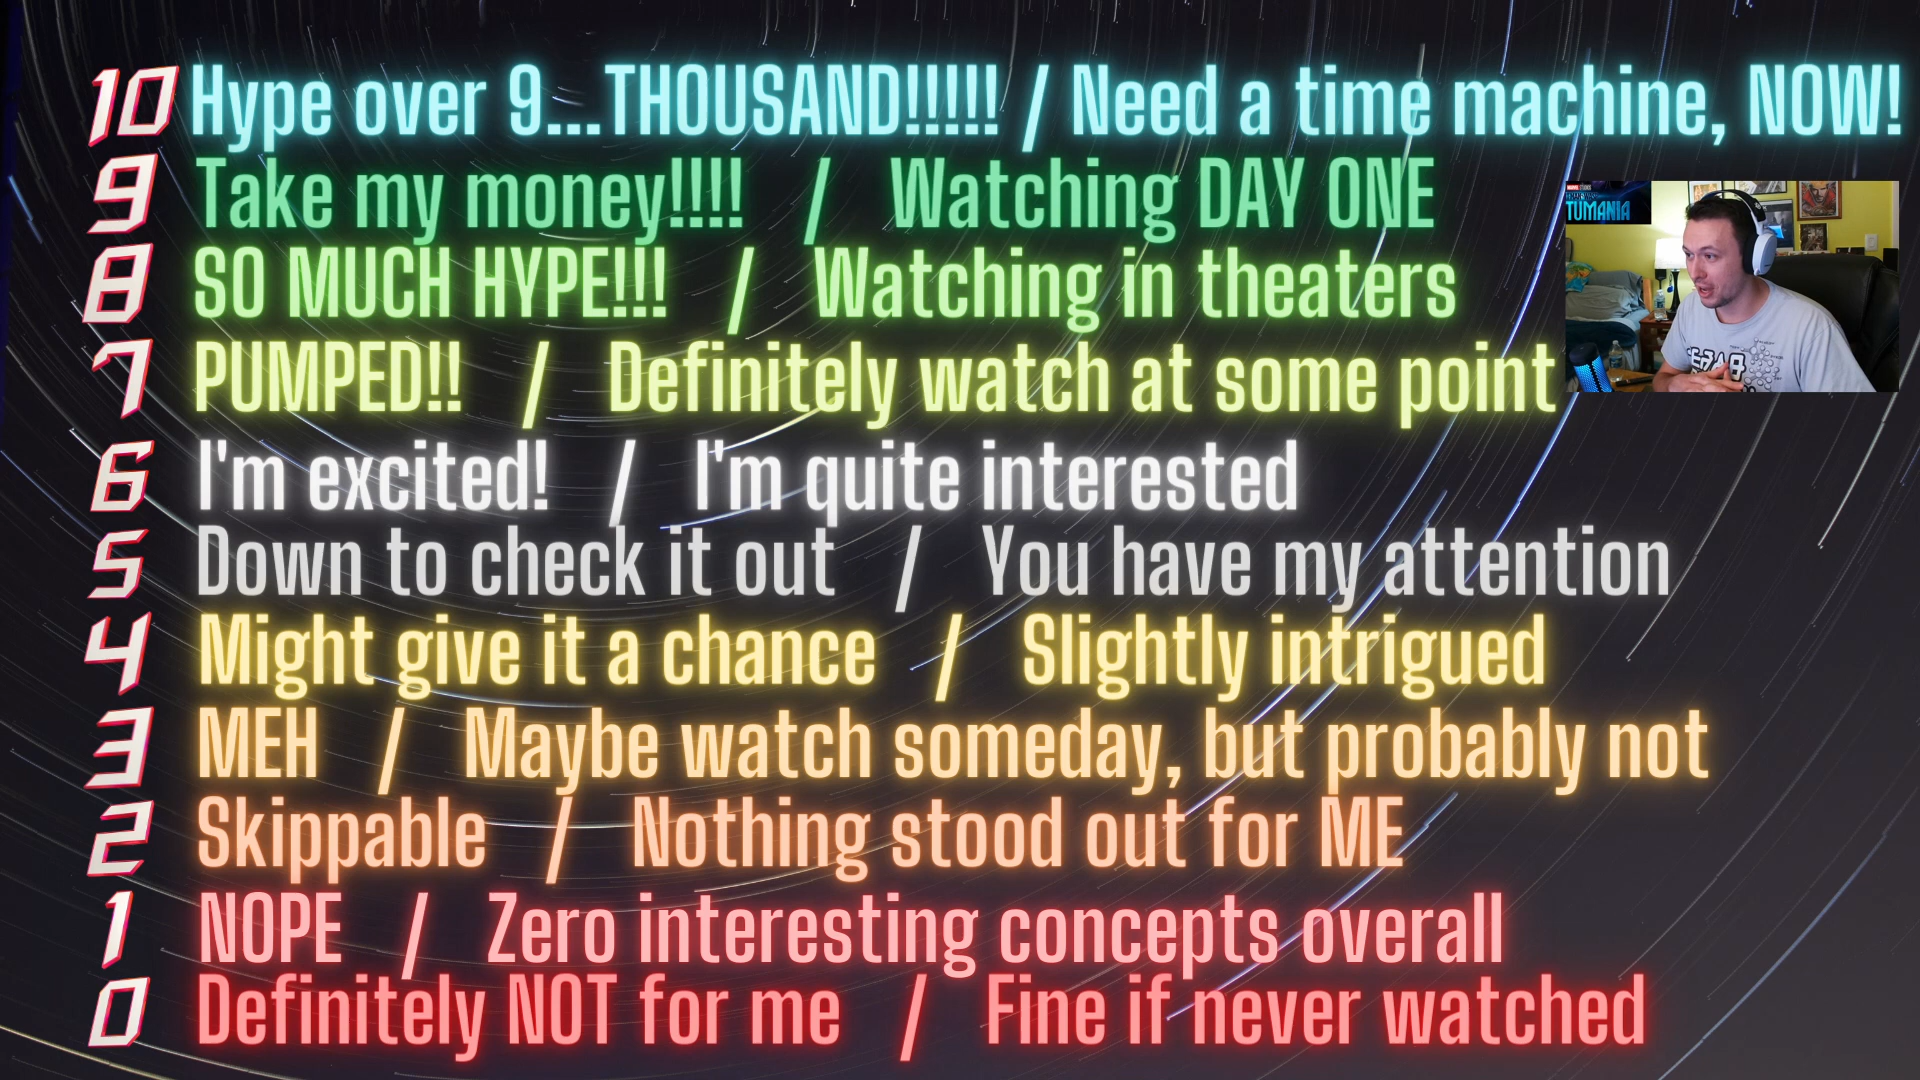 10 Hype over 9...THOUSAND!!!!! / Need a time machine, NOW!
9 Take my money!!!! / Watching DAY ONE
8 SO MUCH HYPE!!! / Watching in theaters
7 PUMPED!! / Definitely watch at some point
6 I'm excited! / I'm quite interested
5 Down to check it out / You have my attention
4 Might give it a chance / Slightly intrigued
3 MEH / Maybe watch someday, but probably not
2 Skippable / Nothing stood out for ME
1 NOPE / Zero interesting concepts overall
0 Definitely NOT for me / Fine if never watched
MARVEL STUDIOS
TUMANIA